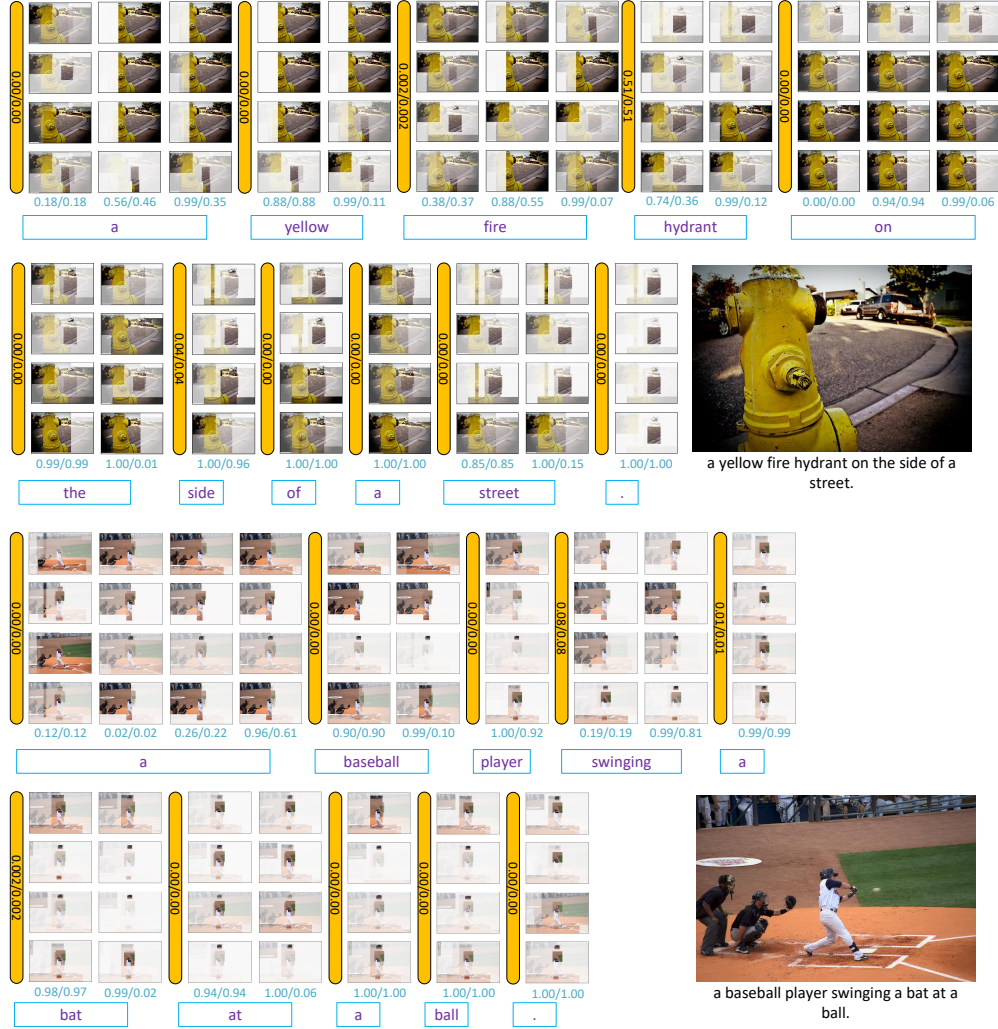 0.00/0.00
0.18/0.18 0.56/0.46 0.99/0.35
a
0.00/0.00
0.88/0.88 0.99/0.11
yellow
0.002/0.002
0.38/0.37 0.88/0.55 0.99/0.07
fire
0.51/0.51
0.74/0.36 0.99/0.12
hydrant
0.00/0.00
0.00/0.00 0.94/0.94 0.99/0.06
on
0.00/0.00
0.99/0.99 1.00/0.01
the
0.04/0.04
1.00/0.96
side
0.00/0.00
1.00/1.00
of
0.00/0.00
1.00/1.00
a
0.00/0.00
0.85/0.85 1.00/0.15
street
0.00/0.00
1.00/1.00
.
a yellow fire hydrant on the side of a
street.
0.00/0.00
0.12/0.12 0.02/0.02 0.26/0.22 0.96/0.61
a
0.00/0.00
0.90/0.90 0.99/0.10
baseball
0.00/0.00
1.00/0.92
player
0.08/0.08
0.19/0.19 0.99/0.81
swinging
0.01/0.01
0.99/0.99
a
0.002/0.002
0.98/0.97 0.99/0.02
bat
0.00/0.00
0.94/0.94 1.00/0.06
at
0.00/0.00
1.00/1.00
a
0.00/0.00
1.00/1.00
ball
0.00/0.00
1.00/1.00
.
a baseball player swinging a bat at a
ball.